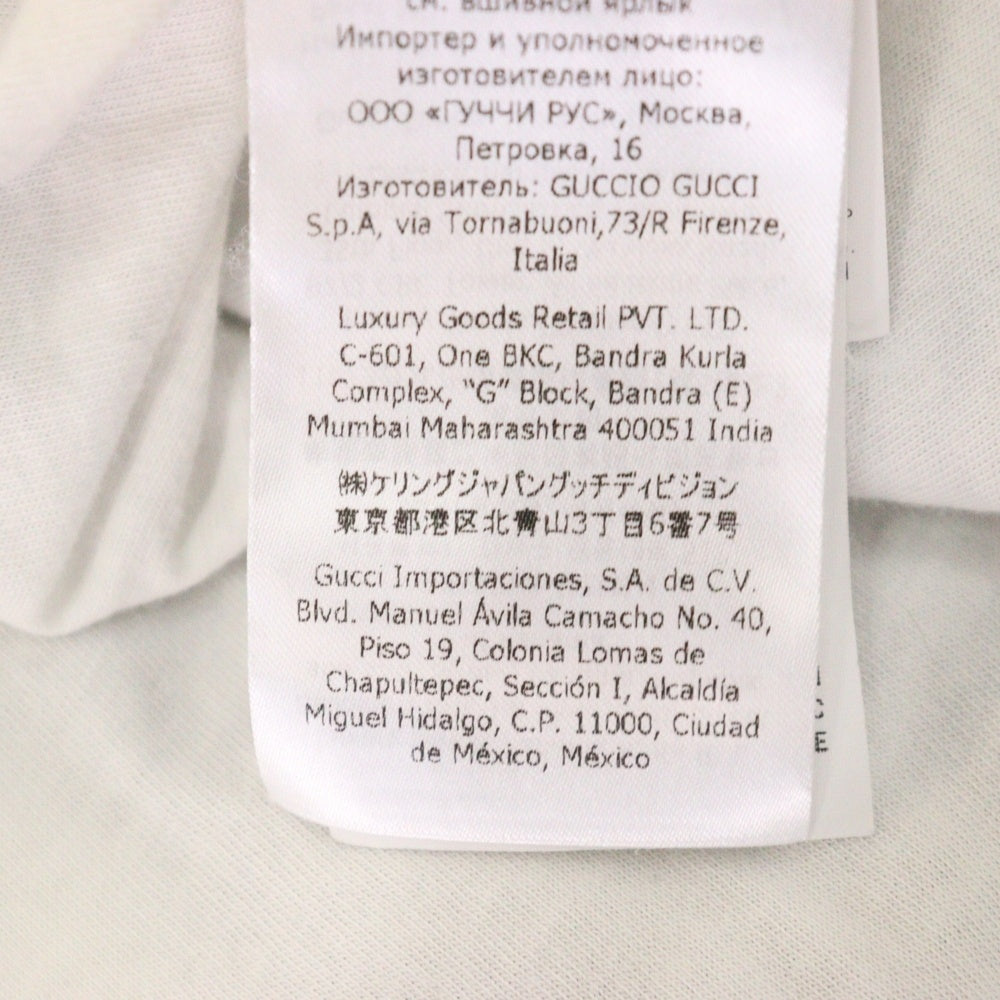 см. вшивной ярлык
Импортер и уполномоченное
изготовителем лицо:
ООО «ГУЧЧИ РУС», Москва,
Петровка, 16
Изготовитель: GUCCIO GUCCI
S.p.A, via Tornabuoni,73/R Firenze,
Italia
Luxury Goods Retail PVT. LTD.
C-601, One BKC, Bandra Kurla
Complex, “G” Block, Bandra (E)
Mumbai Maharashtra 400051 India
㈱ケリングジャパングッチディビジョン
東京都港区北青山3丁目6番7号
Gucci Importaciones, S.A. de C.V.
Blvd. Manuel Ávila Camacho No. 40,
Piso 19, Colonia Lomas de
Chapultepec, Sección I, Alcaldía
Miguel Hidalgo, C.P. 11000, Ciudad
de México, México